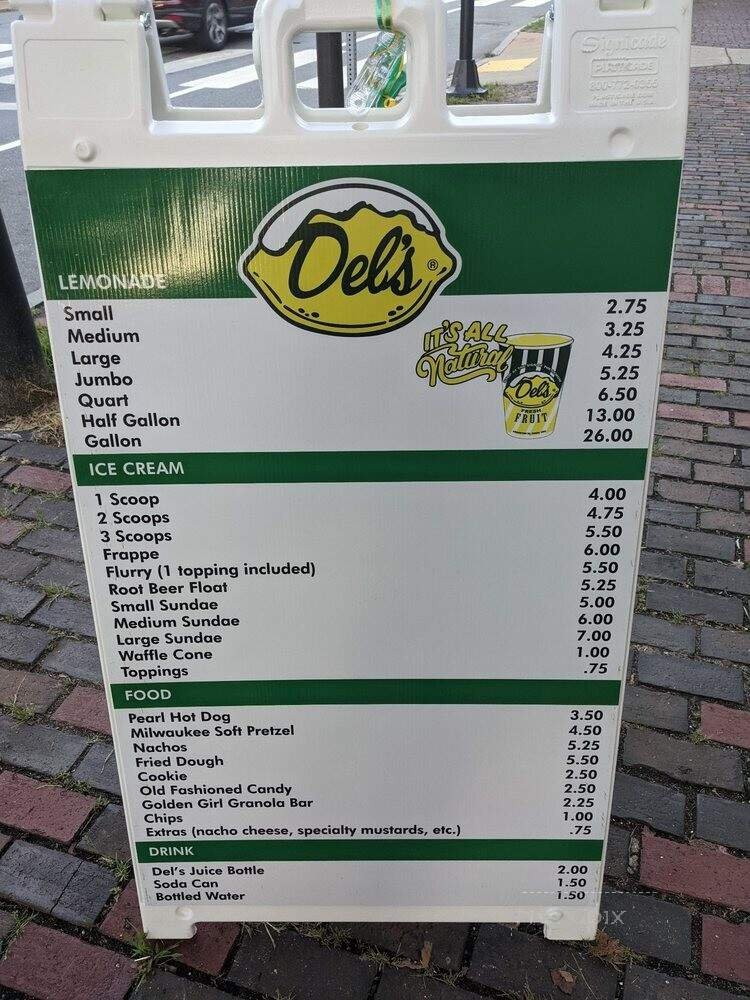 Signicade
PLASTICADE
Del's ®
LEMONADE
Small 2.75
Medium 3.25
Large 4.25
Jumbo 5.25
Quart 6.50
Half Gallon 13.00
Gallon 26.00
IT'S ALL
Natural
Del's
FRESH
FRUIT
ICE CREAM
1 Scoop 4.00
2 Scoops 4.75
3 Scoops 5.50
Frappe 6.00
Flurry (1 topping included) 5.50
Root Beer Float 5.25
Small Sundae 5.00
Medium Sundae 6.00
Large Sundae 7.00
Waffle Cone 1.00
Toppings .75
FOOD
Pearl Hot Dog 3.50
Milwaukee Soft Pretzel 4.50
Nachos 5.25
Fried Dough 5.50
Cookie 2.50
Old Fashioned Candy 2.50
Golden Girl Granola Bar 2.25
Chips 1.00
Extras (nacho cheese, specialty mustards, etc.) .75
DRINK
Del's Juice Bottle 2.00
Soda Can 1.50
Bottled Water 1.50